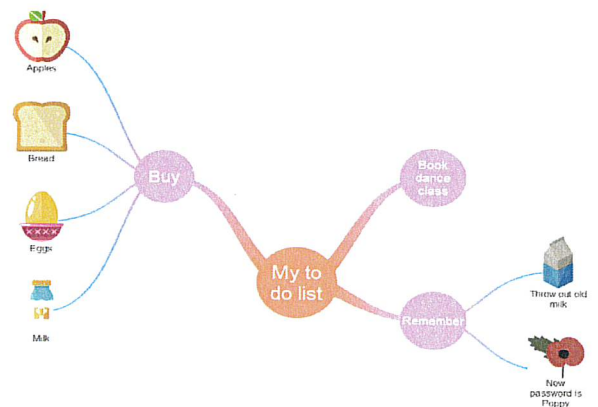 Apples
Bread
Eggs
Milk
Buy
My to
do list
Book
dance
class
Remember
Throw out old
milk
New
password is
Poppy